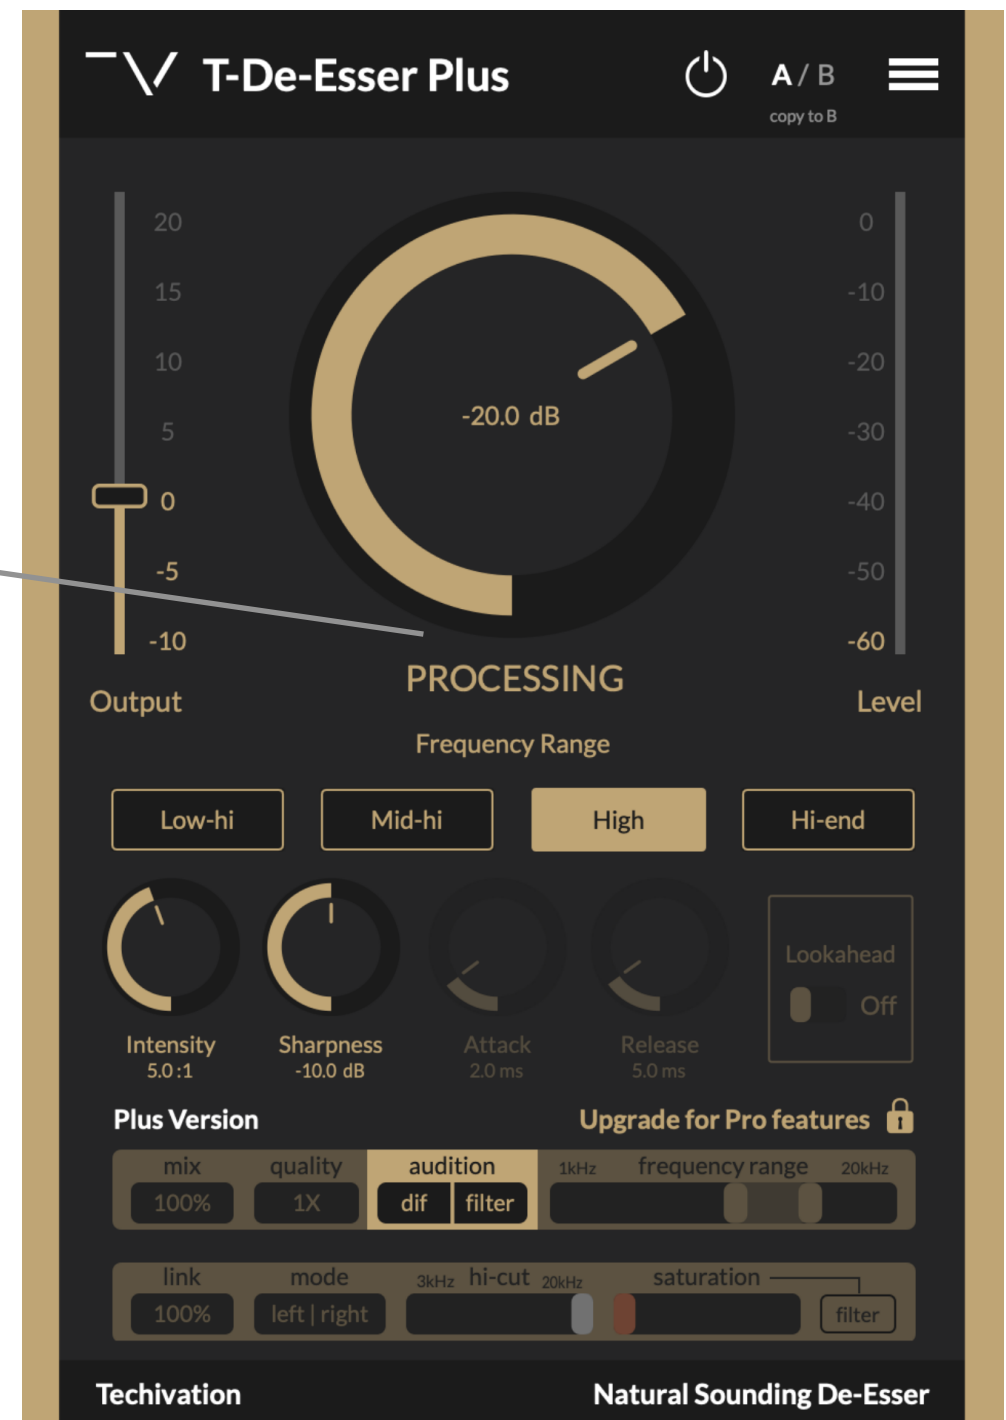 T-De-Esser Plus
A / B
copy to B
20
15
10
5
0
-5
-10
Output
-20.0 dB
0
-10
-20
-30
-40
-50
-60
Level
PROCESSING
Frequency Range
Low-hi Mid-hi High Hi-end
Intensity
5.0 :1
Sharpness
-10.0 dB
Attack
2.0 ms
Release
5.0 ms
Lookahead
Off
Plus Version Upgrade for Pro features
mix quality audition 1kHz frequency range 20kHz
100% 1X dif filter
link mode 3kHz hi-cut 20kHz saturation
100% left | right filter
Techivation Natural Sounding De-Esser